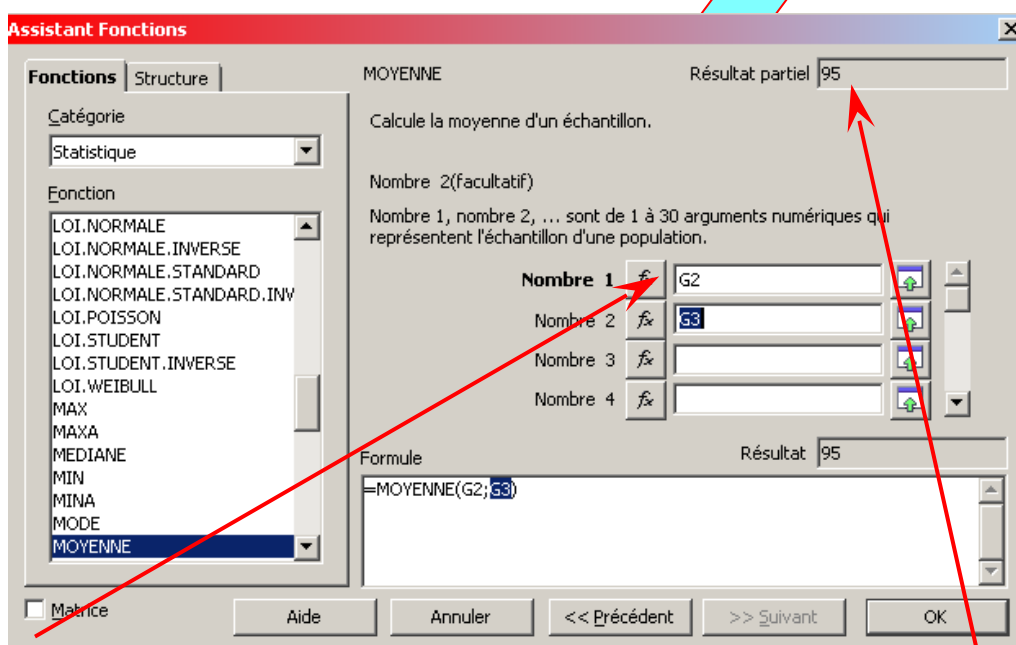 Assistant Fonctions
Fonctions Structure
MOYENNE
Résultat partiel 95
Catégorie
Statistique
Calcule la moyenne d'un échantillon.
Fonction
Nombre 2(facultatif)
Nombre 1, nombre 2, ... sont de 1 à 30 arguments numériques qui
représentent l'échantillon d'une population.
LOI.NORMALE
LOI.NORMALE.INVERSE
LOI.NORMALE.STANDARD
LOI.NORMALE.STANDARD.INV
LOI.POISSON
LOI.STUDENT
LOI.STUDENT.INVERSE
LOI.WEIBULL
MAX
MAXA
MEDIANE
MIN
MINA
MODE
MOYENNE
Nombre 1 fx G2
Nombre 2 fx G3
Nombre 3 fx
Nombre 4 fx
Formule
Résultat 95
=MOYENNE(G2;G3)
Matrice
Aide
Annuler
<< Précédent
>> Suivant
OK